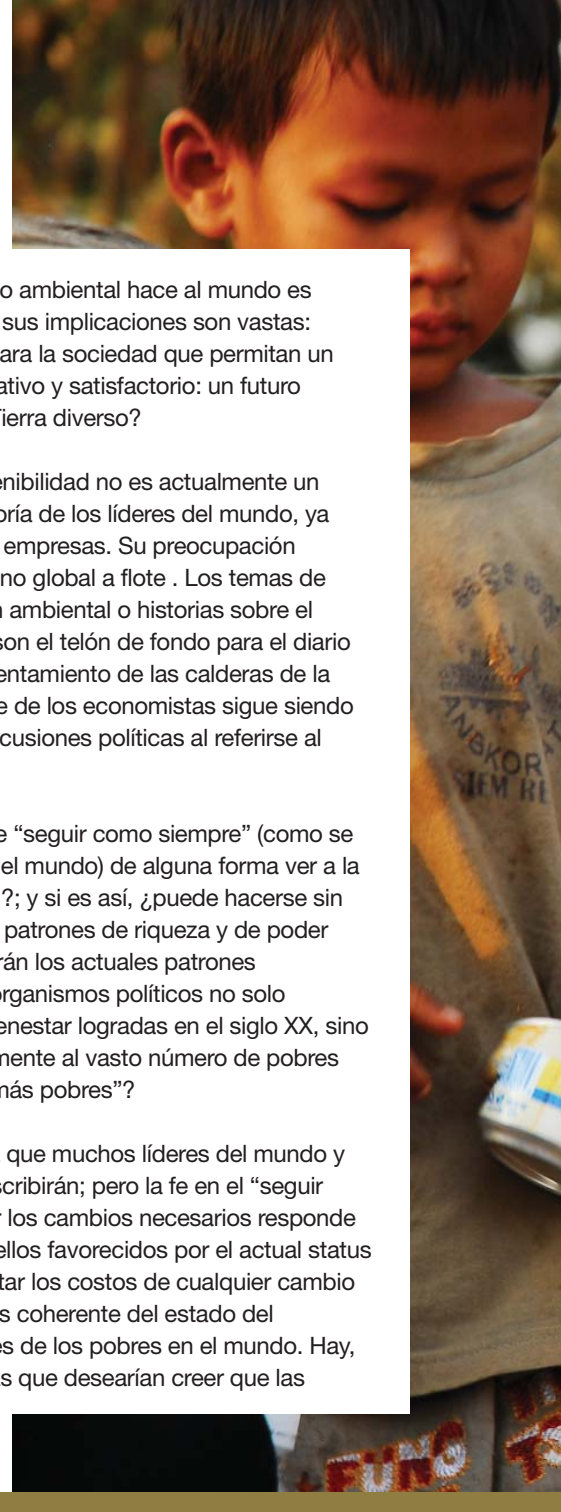 o ambiental hace al mundo es
sus implicaciones son vastas:
ara la sociedad que permitan un
ativo y satisfactorio: un futuro
ierra diverso?
enibilidad no es actualmente un
oría de los líderes del mundo, ya
empresas. Su preocupación
no global a flote . Los temas de
n ambiental o historias sobre el
son el telón de fondo para el diario
entamiento de las calderas de la
e de los economistas sigue siendo
cusiones políticas al referirse al
e “seguir como siempre” (como se
el mundo) de alguna forma ver a la
?; y si es así, ¿puede hacerse sin
patrones de riqueza y de poder
rán los actuales patrones
organismos políticos no solo
enestar logradas en el siglo XX, sino
mente al vasto número de pobres
más pobres”?
que muchos líderes del mundo y
scribirán; pero la fe en el “seguir
r los cambios necesarios responde
ellos favorecidos por el actual status
tar los costos de cualquier cambio
s coherente del estado del
es de los pobres en el mundo. Hay,
as que desearían creer que las
ANGKOR
SIEM RE
FUNG